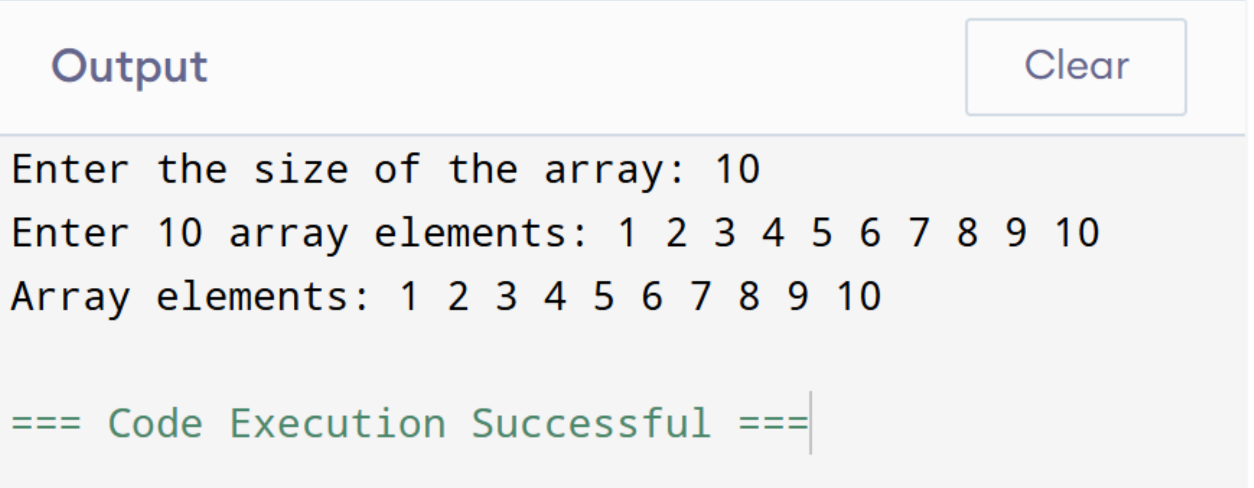 Output
Clear
Enter the size of the array: 10
Enter 10 array elements: 1 2 3 4 5 6 7 8 9 10
Array elements: 1 2 3 4 5 6 7 8 9 10
=== Code Execution Successful ===